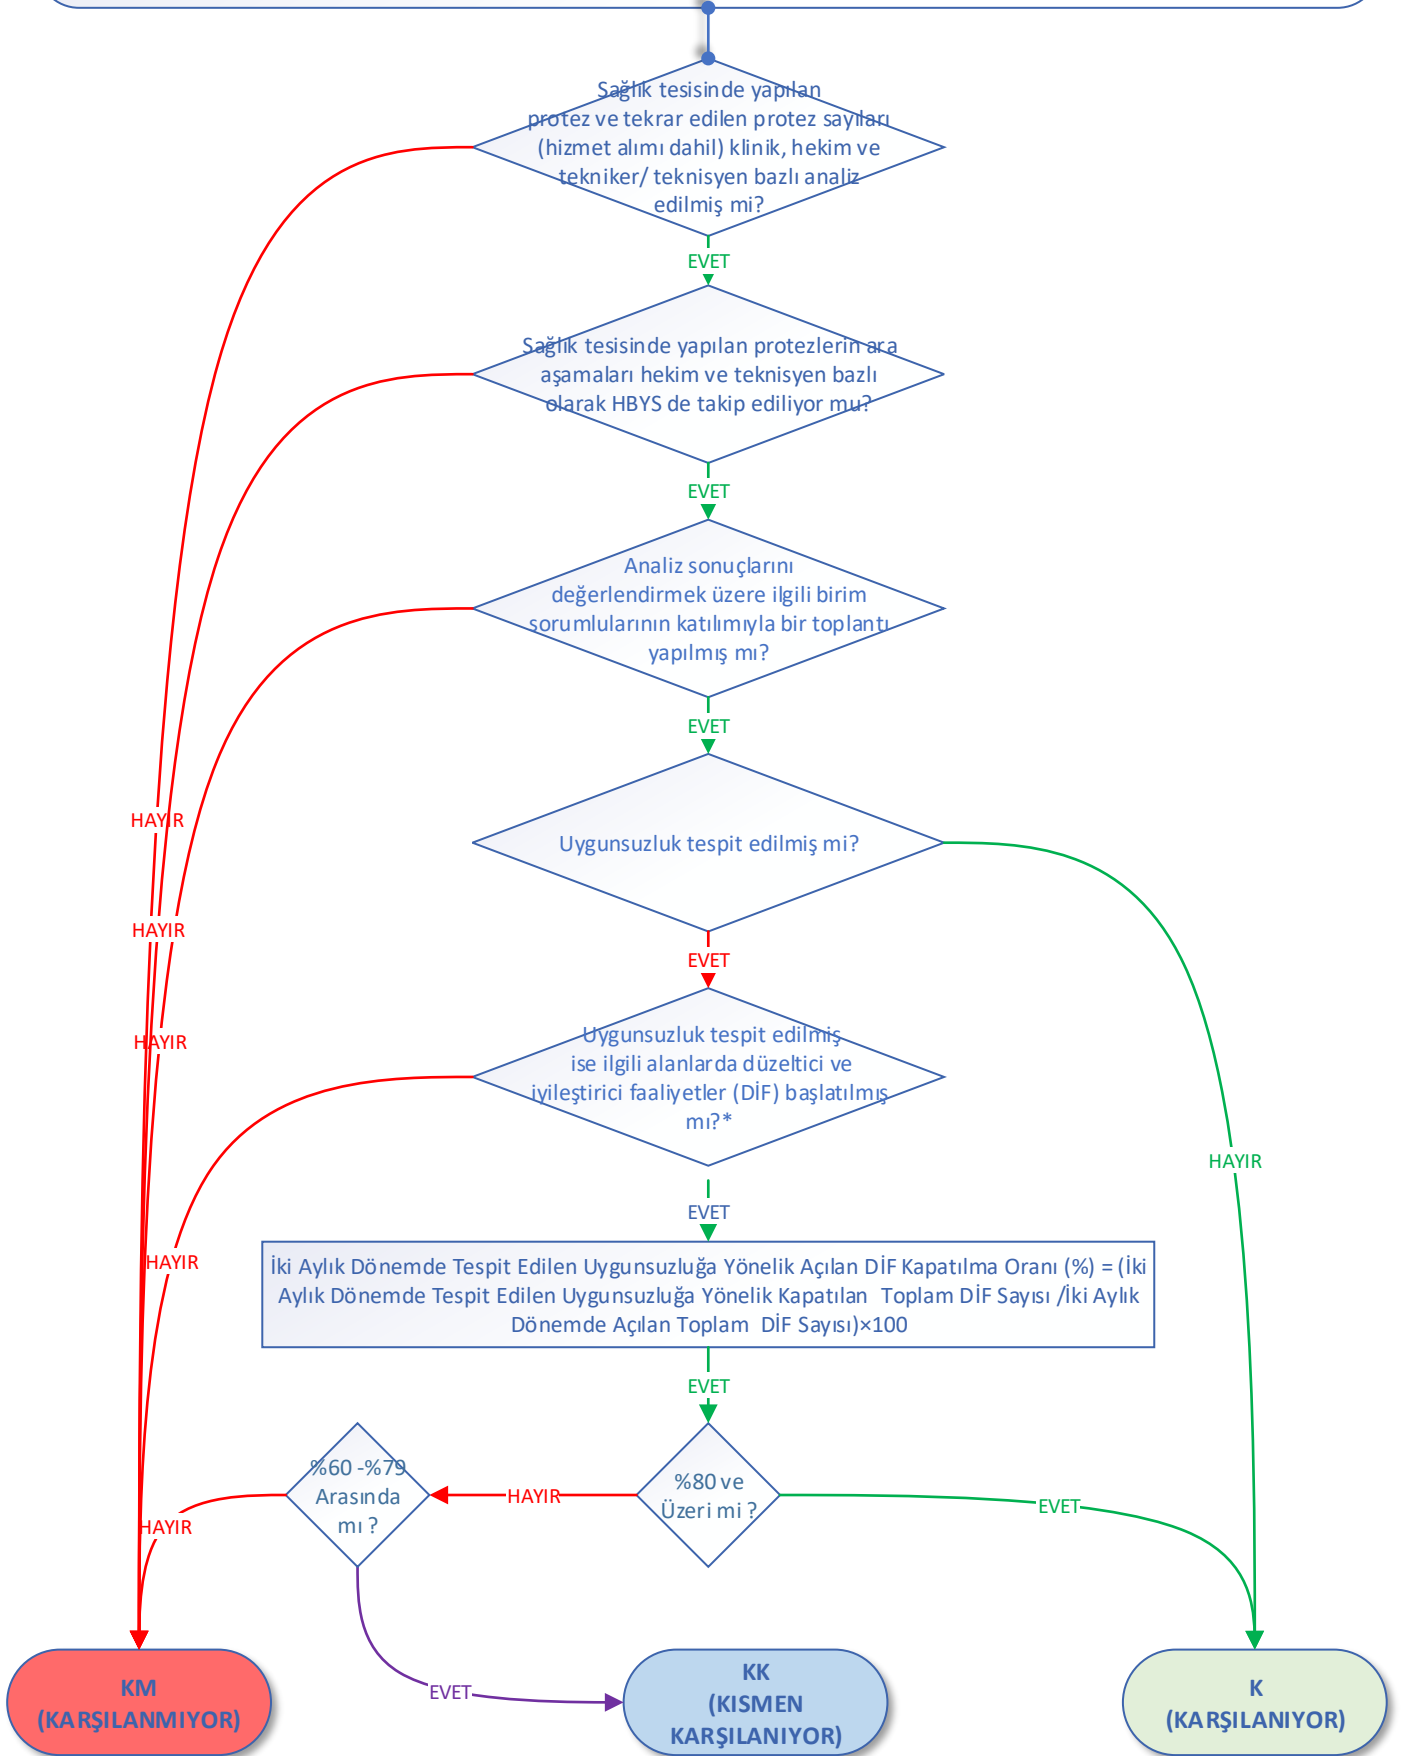 Sağlık tesisinde yapılan
protez ve tekrar edilen protez sayıları
(hizmet alımı dahil) klinik, hekim ve
tekniker/ teknisyen bazlı analiz
edilmiş mi?
EVET
Sağlık tesisinde yapılan protezlerin ara
aşamaları hekim ve teknisyen bazlı
olarak HBYS de takip ediliyor mu?
EVET
Analiz sonuçlarını
değerlendirmek üzere ilgili birim
sorumlularının katılımıyla bir toplantı
yapılmış mı?
EVET
HAYIR
Uygunsuzluk tespit edilmiş mi?
HAYIR
EVET
Uygunsuzluk tespit edilmiş
ise ilgili alanlarda düzeltici ve
iyileştirici faaliyetler (DİF) başlatılmış
mı?*
HAYIR
HAYIR
EVET
HAYIR
İki Aylık Dönemde Tespit Edilen Uygunsuzluğa Yönelik Açılan DİF Kapatılma Oranı (%) = (İki
Aylık Dönemde Tespit Edilen Uygunsuzluğa Yönelik Kapatılan  Toplam DİF Sayısı /İki Aylık
Dönemde Açılan Toplam  DİF Sayısı)×100
EVET
%60 -%79
Arasında
mı ?
HAYIR
%80 ve
Üzeri mi ?
EVET
HAYIR
EVET
KM
(KARŞILANMIYOR)
KK
(KISMEN
KARŞILANIYOR)
K
(KARŞILANIYOR)